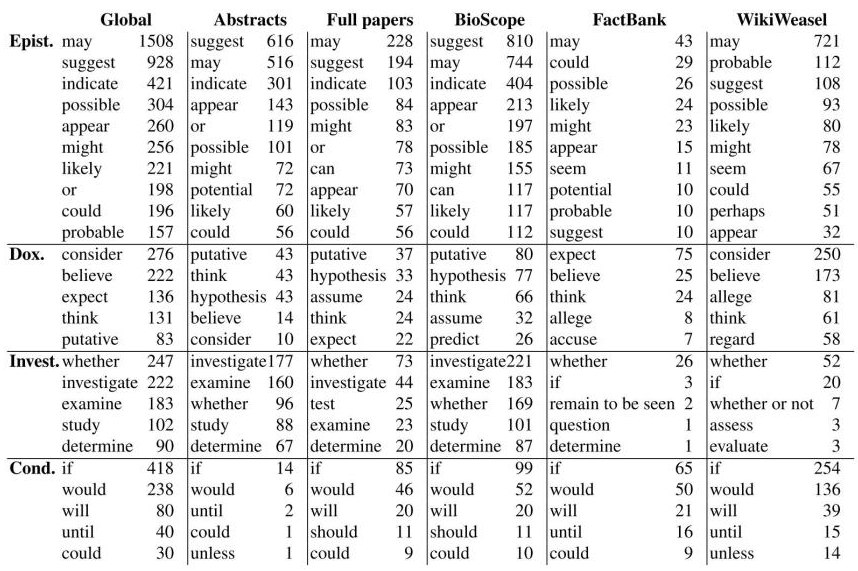 Global Abstracts Full papers BioScope FactBank WikiWeasel
Epist. may 1508 suggest 616 may 228 suggest 810 may 43 may 721
suggest 928 may 516 suggest 194 may 744 could 29 probable 112
indicate 421 indicate 301 indicate 103 indicate 404 possible 26 suggest 108
possible 304 appear 143 possible 84 appear 213 likely 24 possible 93
appear 260 or 119 might 83 or 197 might 23 likely 80
might 256 possible 101 or 78 possible 185 appear 15 might 78
likely 221 might 72 can 73 might 155 seem 11 seem 67
or 198 potential 72 appear 70 can 117 potential 10 could 55
could 196 likely 60 likely 57 likely 117 probable 10 perhaps 51
probable 157 could 56 could 56 could 112 suggest 10 appear 32
Dox. consider 276 putative 43 putative 37 putative 80 expect 75 consider 250
believe 222 think 43 hypothesis 33 hypothesis 77 believe 25 believe 173
expect 136 hypothesis 43 assume 24 think 66 think 24 allege 81
think 131 believe 14 think 24 assume 32 allege 8 think 61
putative 83 consider 10 expect 22 predict 26 accuse 7 regard 58
Invest. whether 247 investigate177 whether 73 investigate221 whether 26 whether 52
investigate 222 examine 160 investigate 44 examine 183 if 3 if 20
examine 183 whether 96 test 25 whether 169 remain to be seen 2 whether or not 7
study 102 study 88 examine 23 study 101 question 1 assess 3
determine 90 determine 67 determine 20 determine 87 determine 1 evaluate 3
Cond. if 418 if 14 if 85 if 99 if 65 if 254
would 238 would 6 would 46 would 52 would 50 would 136
will 80 until 2 will 20 will 20 will 21 will 39
until 40 could 1 should 11 should 11 until 16 until 15
could 30 unless 1 could 9 could 10 could 9 unless 14